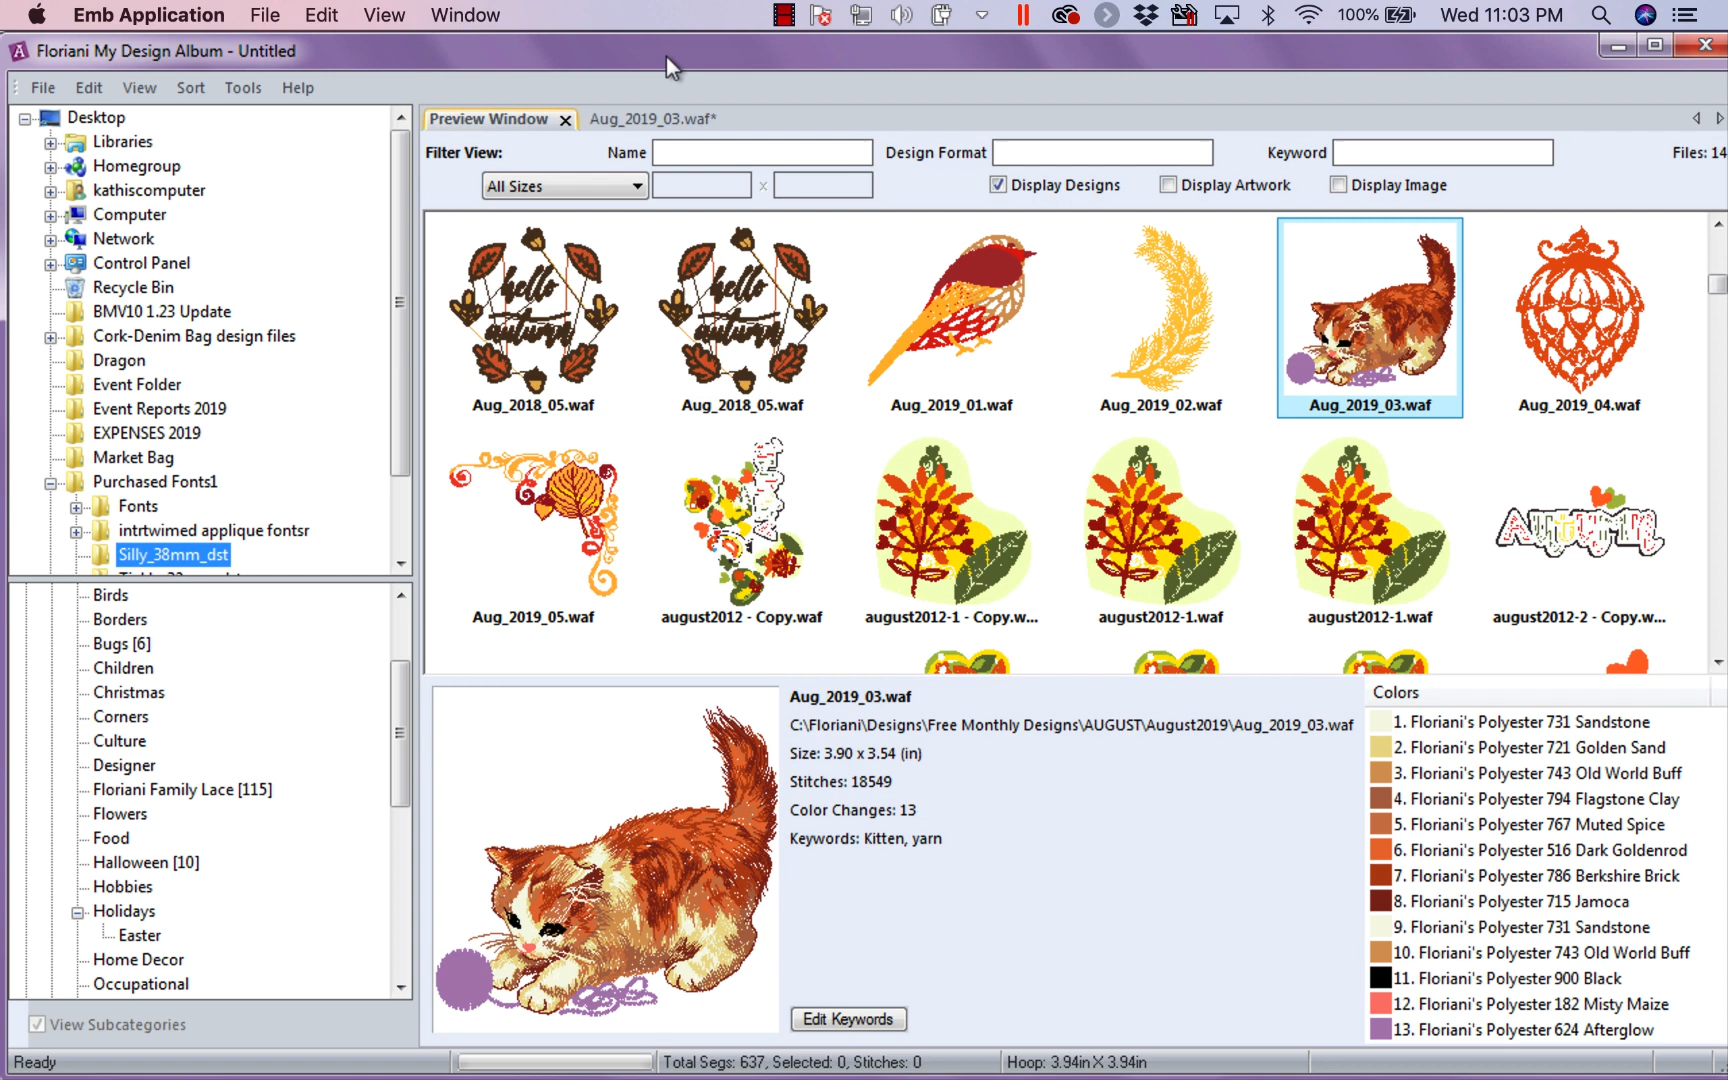 Emb Application File Edit View Window
100% Wed 11:03 PM
Floriani My Design Album - Untitled
File Edit View Sort Tools Help
Desktop
Libraries
Homegroup
kathiscomputer
Computer
Network
Control Panel
Recycle Bin
BMV10 1.23 Update
Cork-Denim Bag design files
Dragon
Event Folder
Event Reports 2019
EXPENSES 2019
Market Bag
Purchased Fonts1
Fonts
intrtwimed applique fontsr
Silly_38mm_dst
Birds
Borders
Bugs [6]
Children
Christmas
Corners
Culture
Designer
Floriani Family Lace [115]
Flowers
Food
Halloween [10]
Hobbies
Holidays
Easter
Home Decor
Occupational
View Subcategories
Preview Window Aug_2019_03.waf*
Filter View: Name Design Format Keyword Files: 14
All Sizes x Display Designs Display Artwork Display Image
hello autumn
hello autumn
Aug_2018_05.waf Aug_2018_05.waf Aug_2019_01.waf Aug_2019_02.waf Aug_2019_03.waf Aug_2019_04.waf
AUTUMN
Aug_2019_05.waf august2012 - Copy.waf august2012-1 - Copy.w... august2012-1.waf august2012-1.waf august2012-2 - Copy.w...
Aug_2019_03.waf
C:\Floriani\Designs\Free Monthly Designs\AUGUST\August2019\Aug_2019_03.waf
Size: 3.90 x 3.54 (in)
Stitches: 18549
Color Changes: 13
Keywords: Kitten, yarn
Edit Keywords
Colors
1. Floriani's Polyester 731 Sandstone
2. Floriani's Polyester 721 Golden Sand
3. Floriani's Polyester 743 Old World Buff
4. Floriani's Polyester 794 Flagstone Clay
5. Floriani's Polyester 767 Muted Spice
6. Floriani's Polyester 516 Dark Goldenrod
7. Floriani's Polyester 786 Berkshire Brick
8. Floriani's Polyester 715 Jamoca
9. Floriani's Polyester 731 Sandstone
10. Floriani's Polyester 743 Old World Buff
11. Floriani's Polyester 900 Black
12. Floriani's Polyester 182 Misty Maize
13. Floriani's Polyester 624 Afterglow
Ready Total Segs: 637, Selected: 0, Stitches: 0 Hoop: 3.94in X 3.94in